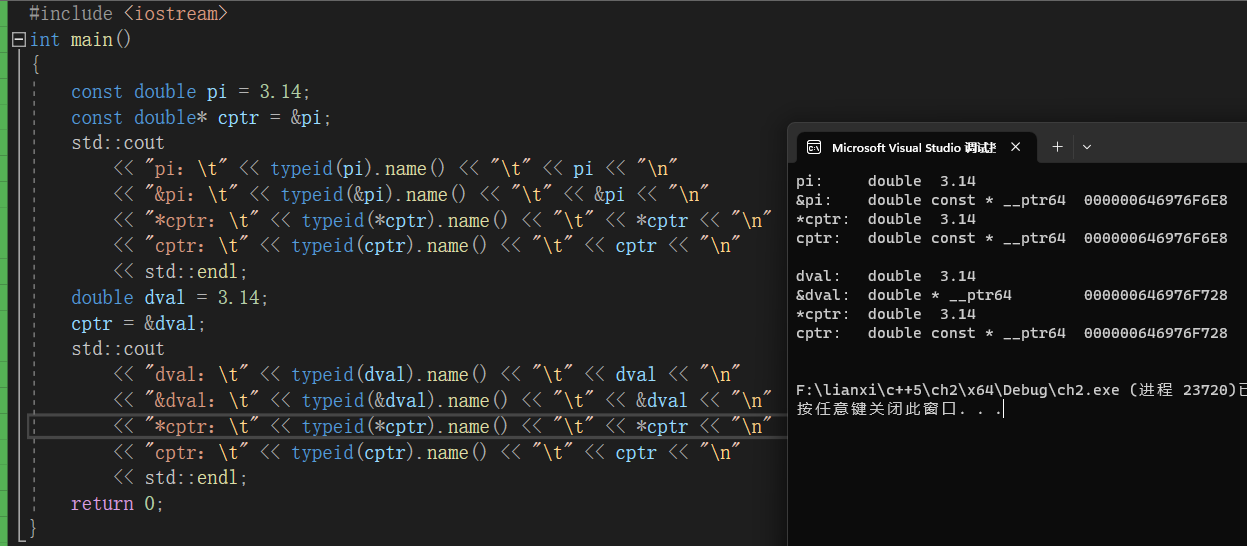 #include <iostream>
int main()
{
    const double pi = 3.14;
    const double* cptr = &pi;
    std::cout
        << "pi：\t" << typeid(pi).name() << "\t" << pi << "\n"
        << "&pi：\t" << typeid(&pi).name() << "\t" << &pi << "\n"
        << "*cptr：\t" << typeid(*cptr).name() << "\t" << *cptr << "\n"
        << "cptr：\t" << typeid(cptr).name() << "\t" << cptr << "\n"
        << std::endl;
    double dval = 3.14;
    cptr = &dval;
    std::cout
        << "dval：\t" << typeid(dval).name() << "\t" << dval << "\n"
        << "&dval：\t" << typeid(&dval).name() << "\t" << &dval << "\n"
        << "*cptr：\t" << typeid(*cptr).name() << "\t" << *cptr << "\n"
        << "cptr：\t" << typeid(cptr).name() << "\t" << cptr << "\n"
        << std::endl;
    return 0;
}
Microsoft Visual Studio 调试
pi：	double	3.14
&pi：	double const * __ptr64	000000646976F6E8
*cptr：	double	3.14
cptr：	double const * __ptr64	000000646976F6E8
dval：	double	3.14
&dval：	double * __ptr64	000000646976F728
*cptr：	double	3.14
cptr：	double const * __ptr64	000000646976F728
F:\lianxi\c++5\ch2\x64\Debug\ch2.exe (进程 23720)已
按任意键关闭此窗口. . .